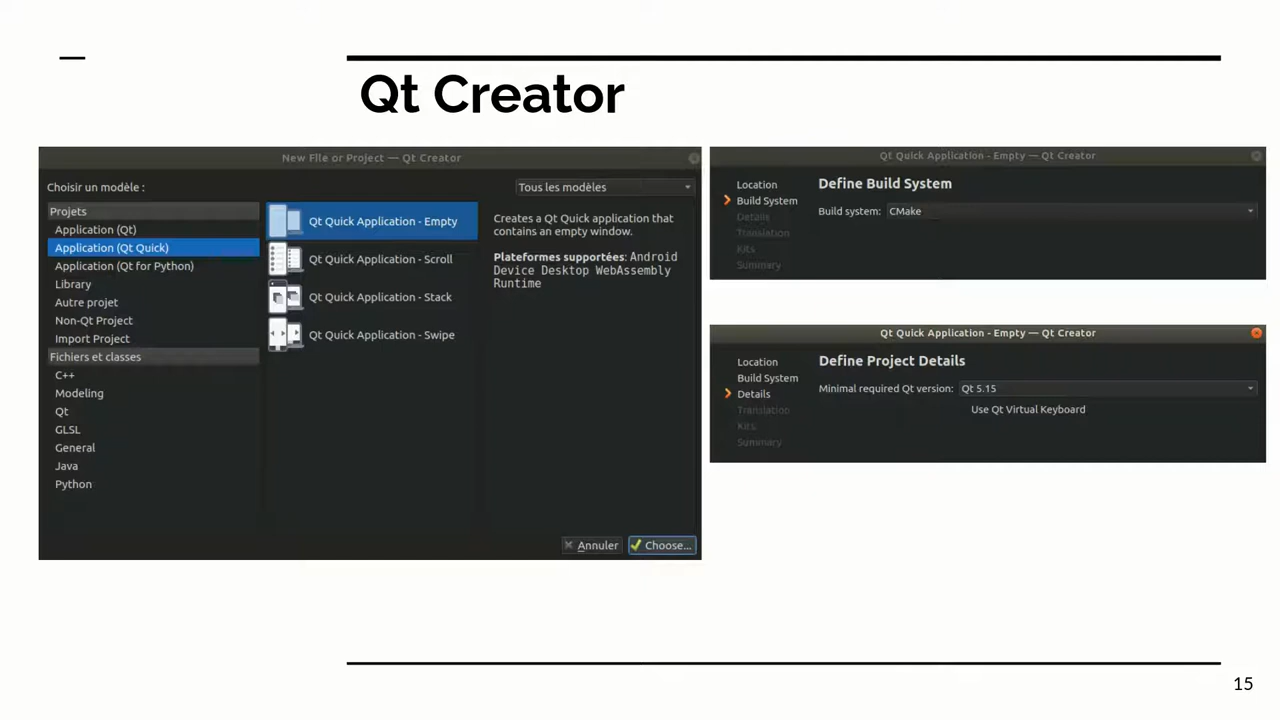 Qt Creator
New File or Project — Qt Creator
Choisir un modèle :
Tous les modèles
Projets
Application (Qt)
Application (Qt Quick)
Application (Qt for Python)
Library
Autre projet
Non-Qt Project
Import Project
Fichiers et classes
C++
Modeling
Qt
GLSL
General
Java
Python
Qt Quick Application - Empty
Qt Quick Application - Scroll
Qt Quick Application - Stack
Qt Quick Application - Swipe
Creates a Qt Quick application that
contains an empty window.
Plateformes supportées: Android
Device Desktop WebAssembly
Runtime
Annuler
Choose...
Qt Quick Application - Empty — Qt Creator
Location
Build System
Details
Translation
Kits
Summary
Define Build System
Build system: CMake
Qt Quick Application - Empty — Qt Creator
Location
Build System
Details
Translation
Kits
Summary
Define Project Details
Minimal required Qt version: Qt 5.15
Use Qt Virtual Keyboard
15